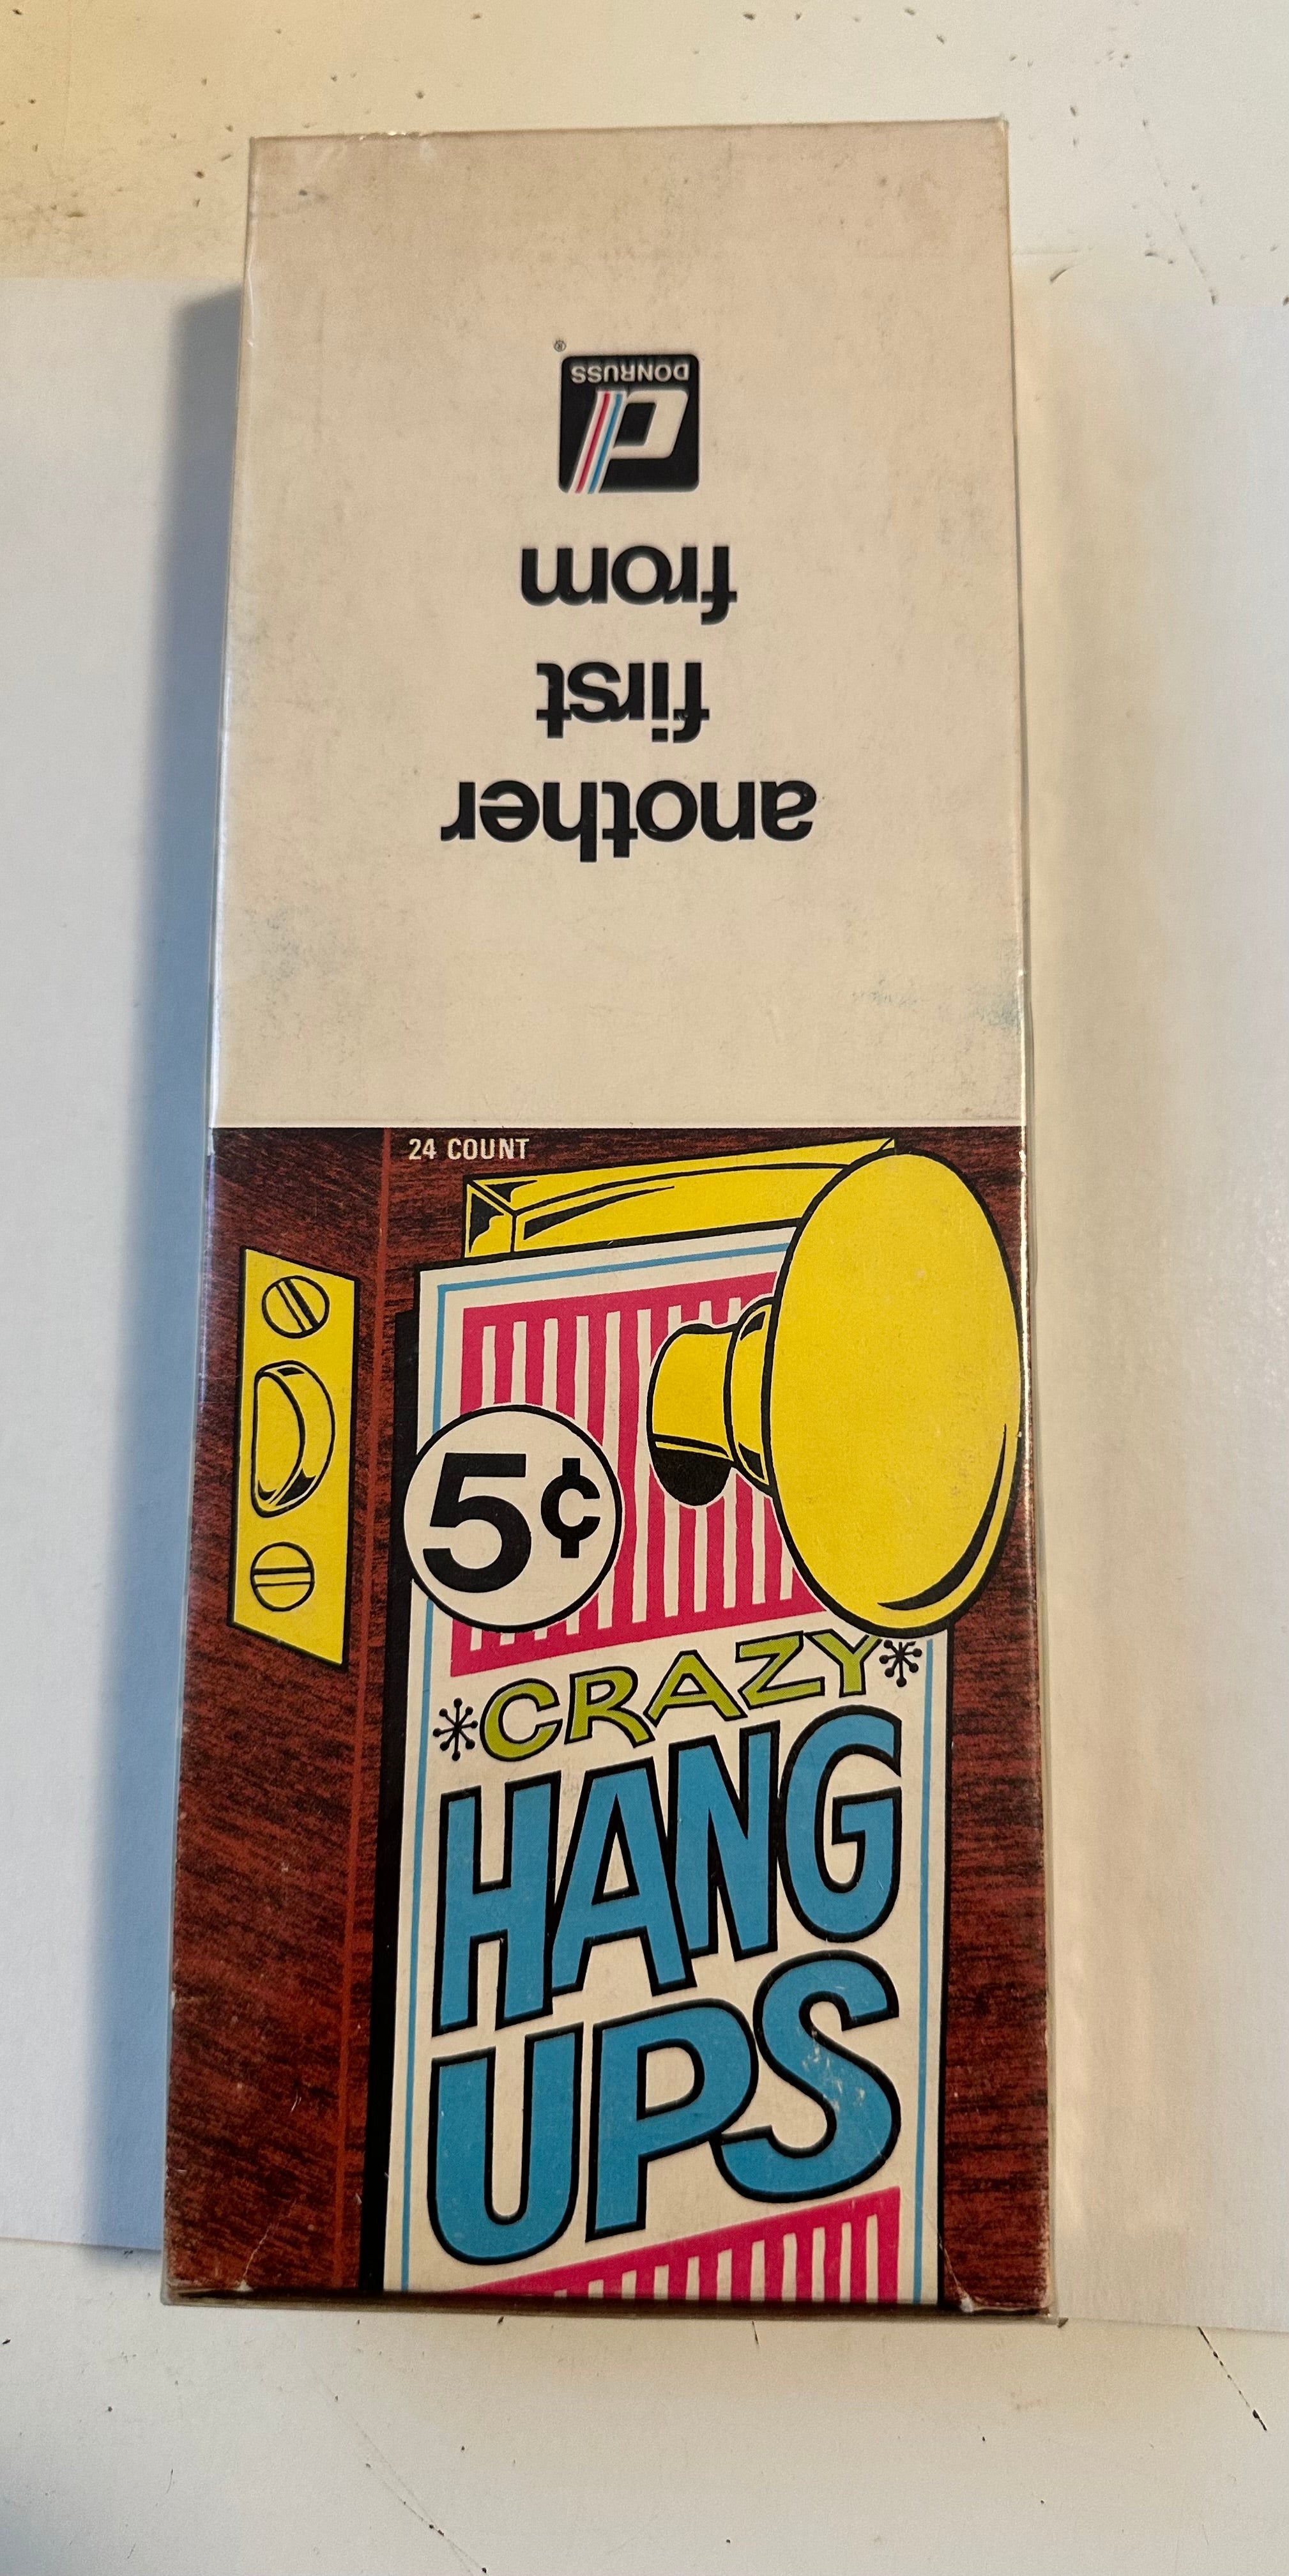 another
first
from
DONRUSS
®
24 COUNT
5¢
CRAZY
HANG
UPS